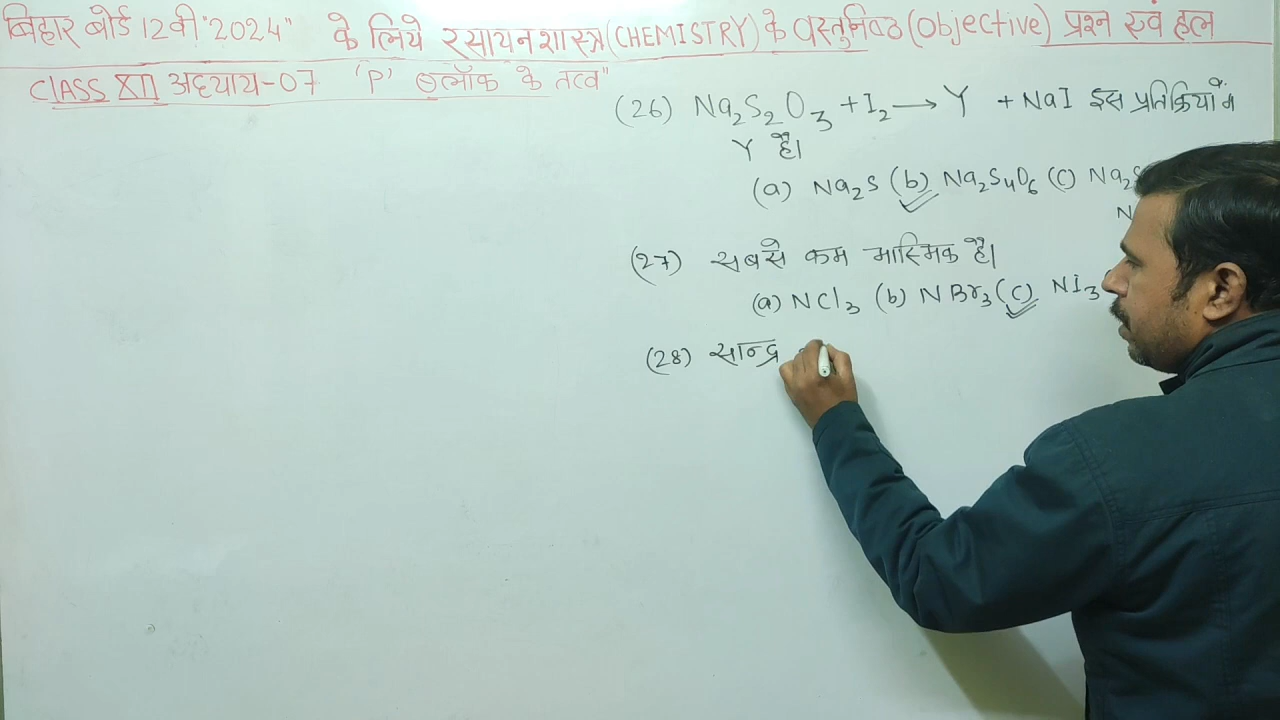 बिहार बोर्ड 12वी "2024" के लिये रसायन शास्त्र (CHEMISTRY) के वस्तुनिष्ठ (Objective) प्रश्न एवं हल
CLASS XII अध्याय-07 'P' ब्लॉक के तत्व"
(26) Na₂S₂O₃ + I₂ → Y + NaI इस प्रतिक्रिया में
Y है।
(a) Na₂S (b) Na₂S₄O₆ (c) Na₂S
(27) सबसे कम भास्मिक है।
(a) NCl₃ (b) NBr₃ (c) NI₃
(28) सान्द्र